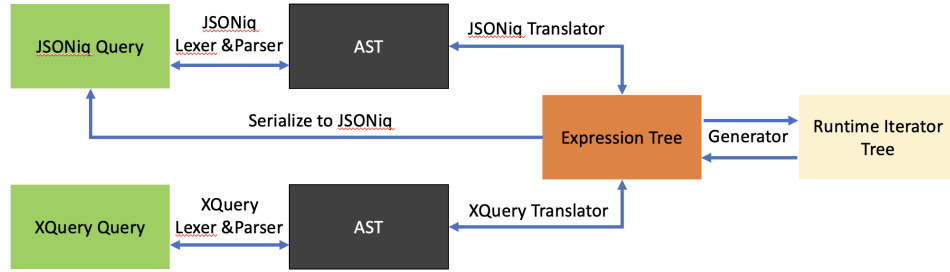 JSONiq Query
JSONiq
Lexer &Parser
AST
JSONiq Translator
Serialize to JSONiq
Expression Tree
Generator
Runtime Iterator
Tree
XQuery Query
XQuery
Lexer &Parser
AST
XQuery Translator